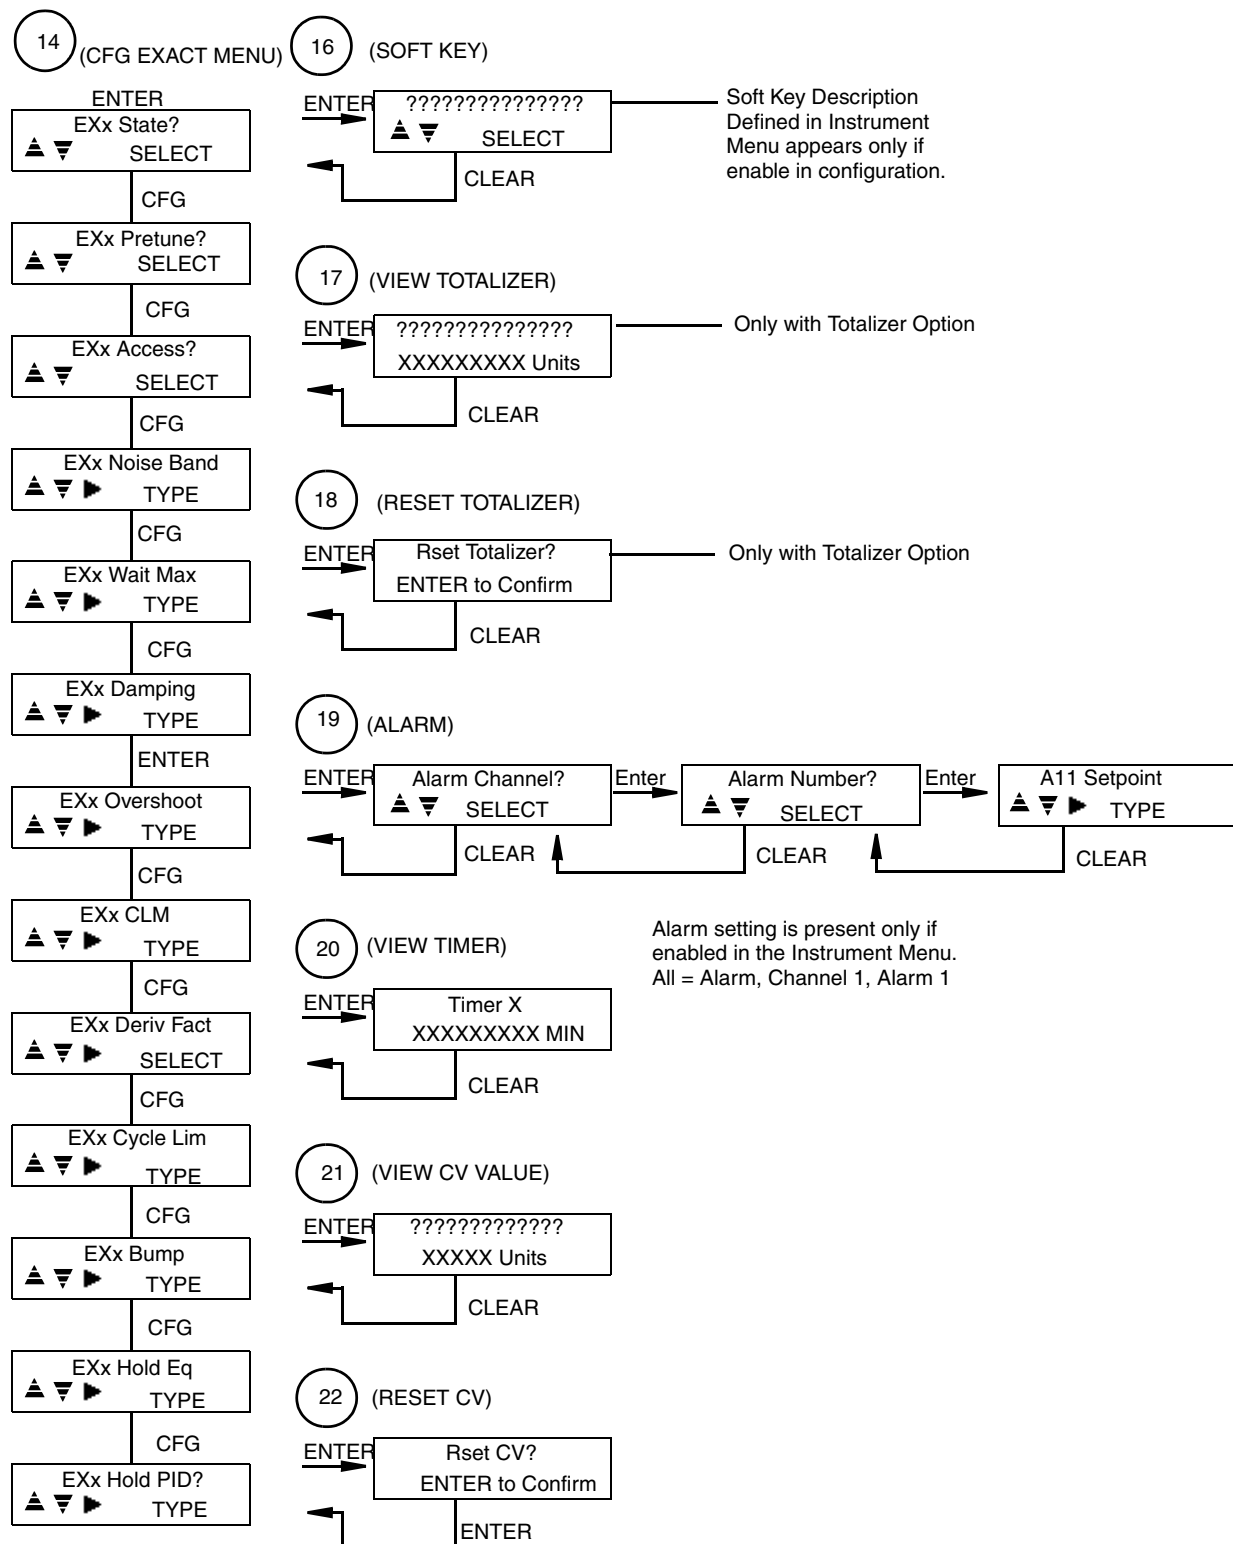 14
(CFG EXACT MENU)
ENTER
EXx State?
SELECT
CFG
EXx Pretune?
SELECT
CFG
EXx Access?
SELECT
CFG
EXx Noise Band
TYPE
CFG
EXx Wait Max
TYPE
CFG
EXx Damping
TYPE
ENTER
EXx Overshoot
TYPE
CFG
EXx CLM
TYPE
CFG
EXx Deriv Fact
SELECT
CFG
EXx Cycle Lim
TYPE
CFG
EXx Bump
TYPE
CFG
EXx Hold Eq
TYPE
CFG
EXx Hold PID?
TYPE
16
(SOFT KEY)
ENTER
???????????????
SELECT
CLEAR
Soft Key Description
Defined in Instrument
Menu appears only if
enable in configuration.
17
(VIEW TOTALIZER)
ENTER
???????????????
XXXXXXXXX Units
CLEAR
Only with Totalizer Option
18
(RESET TOTALIZER)
ENTER
Rset Totalizer?
ENTER to Confirm
CLEAR
Only with Totalizer Option
19
(ALARM)
ENTER
Alarm Channel?
SELECT
CLEAR
Enter
Alarm Number?
SELECT
CLEAR
Enter
A11 Setpoint
TYPE
CLEAR
Alarm setting is present only if
enabled in the Instrument Menu.
All = Alarm, Channel 1, Alarm 1
20
(VIEW TIMER)
ENTER
Timer X
XXXXXXXXX MIN
CLEAR
21
(VIEW CV VALUE)
ENTER
?????????????
XXXXX Units
CLEAR
22
(RESET CV)
ENTER
Rset CV?
ENTER to Confirm
ENTER